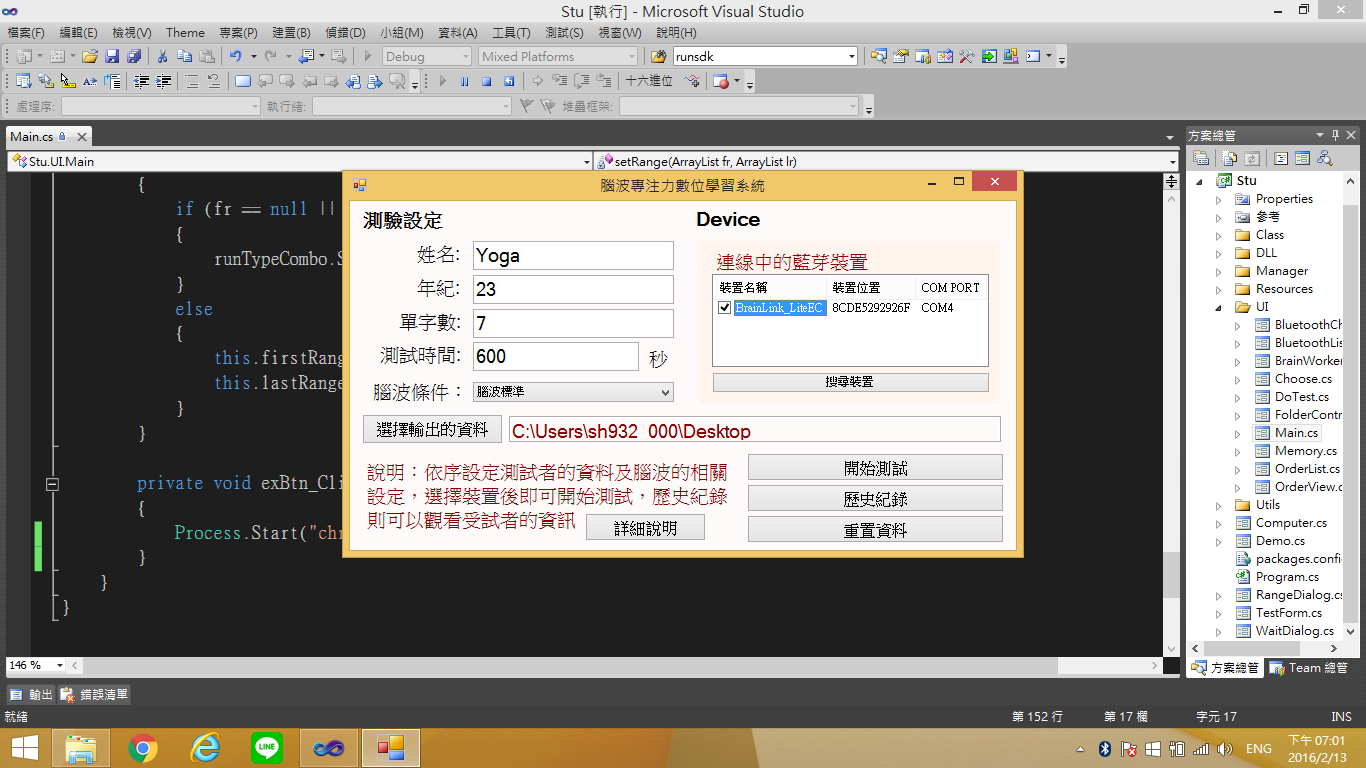 Stu [執行] - Microsoft Visual Studio
檔案(F) 編輯(E) 檢視(V) Theme 專案(P) 建置(B) 偵錯(D) 小組(M) 資料(A) 工具(T) 測試(S) 視窗(W) 說明(H)
Debug Mixed Platforms runsdk
十六進位
處理序: 執行緒: 堆疊框架:
Main.cs
Stu.UI.Main setRange(ArrayList fr, ArrayList lr)
{
if (fr == null ||
{
runTypeCombo.S
}
else
{
this.firstRang
this.lastRange
}
}
private void exBtn_Cli
{
Process.Start("chr
}
}
}
146 %
腦波專注力數位學習系統
測驗設定
姓名: Yoga
年紀: 23
單字數: 7
測試時間: 600 秒
腦波條件： 腦波標準
Device
連線中的藍芽裝置
裝置名稱 裝置位置 COM PORT
BrainLink_LiteEC 8CDE5292926F COM4
搜尋裝置
選擇輸出的資料 C:\Users\sh932_000\Desktop
說明：依序設定測試者的資料及腦波的相關
設定，選擇裝置後即可開始測試，歷史紀錄
則可以觀看受試者的資訊
詳細說明
開始測試
歷史紀錄
重置資料
方案總管
Stu
Properties
參考
Class
DLL
Manager
Resources
UI
BluetoothCh
BluetoothLis
BrainWorker
Choose.cs
DoTest.cs
FolderContr
Main.cs
Memory.cs
OrderList.cs
OrderView.c
Utils
Computer.cs
Demo.cs
packages.confi
Program.cs
RangeDialog.cs
TestForm.cs
WaitDialog.cs
方案總管 Team 總管
輸出 錯誤清單
就緒 第 152 行 第 17 欄 字元 17 INS
LINE
ENG
下午 07:01
2016/2/13